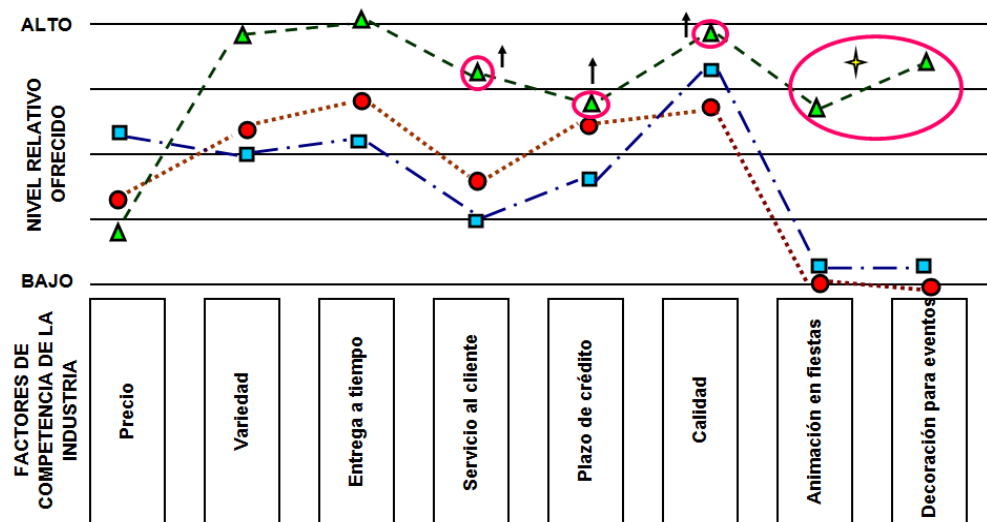 ALTO
NIVEL RELATIVO
OFRECIDO
BAJO
FACTORES DE
COMPETENCIA DE LA
INDUSTRIA
Precio
Variedad
Entrega a tiempo
Servicio al cliente
Plazo de crédito
Calidad
Animación en fiestas
Decoración para eventos